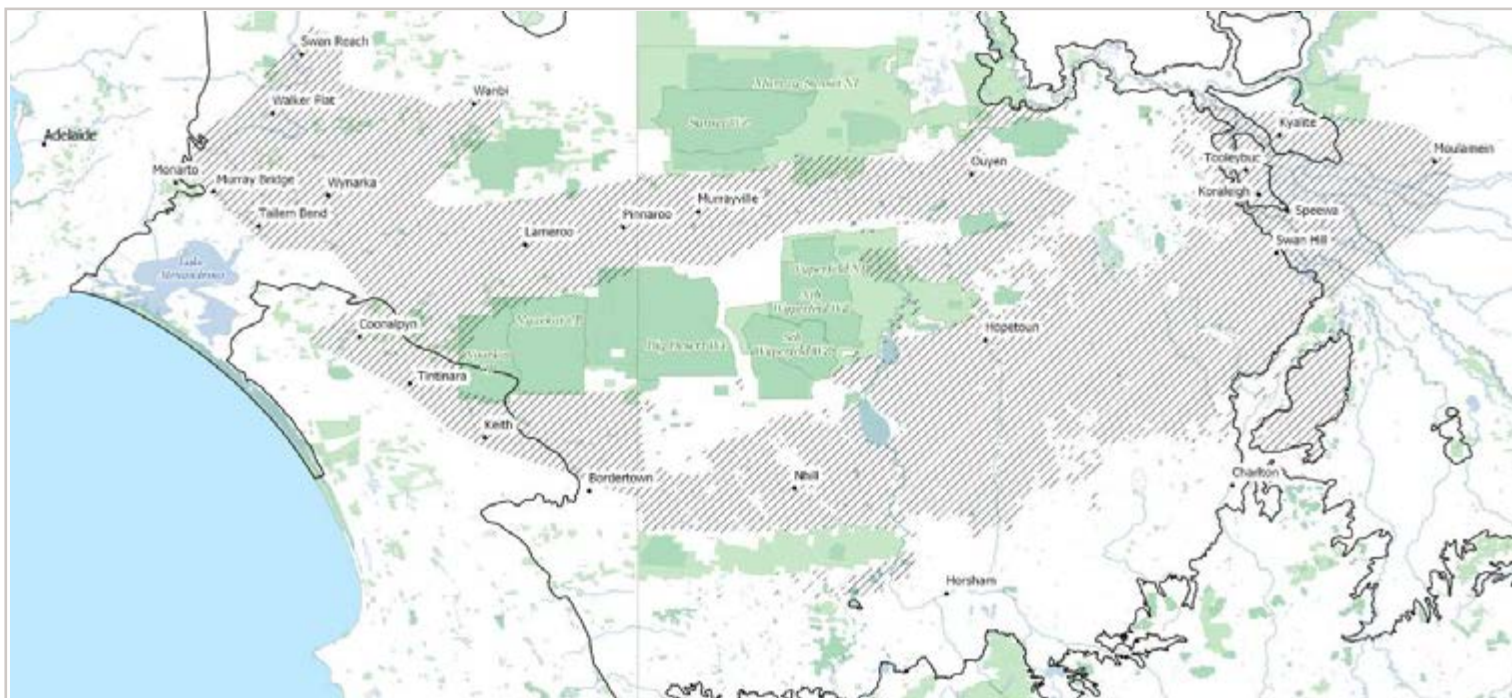 Swan Reach
Wanbi
Walker Flat
Adelaide
Kyalite
Moulamein
Monarto
Murray Bridge
Wynarka
Ouyen
Tooleybuc
Koraleigh
Tailem Bend
Murrayville
Pinnaroo
Speewa
Lameroo
Swan Hill
Lake
Coonalpyn
Hopetoun
Tintinara
Keith
Bordertown
Nhill
Charlton
Horsham